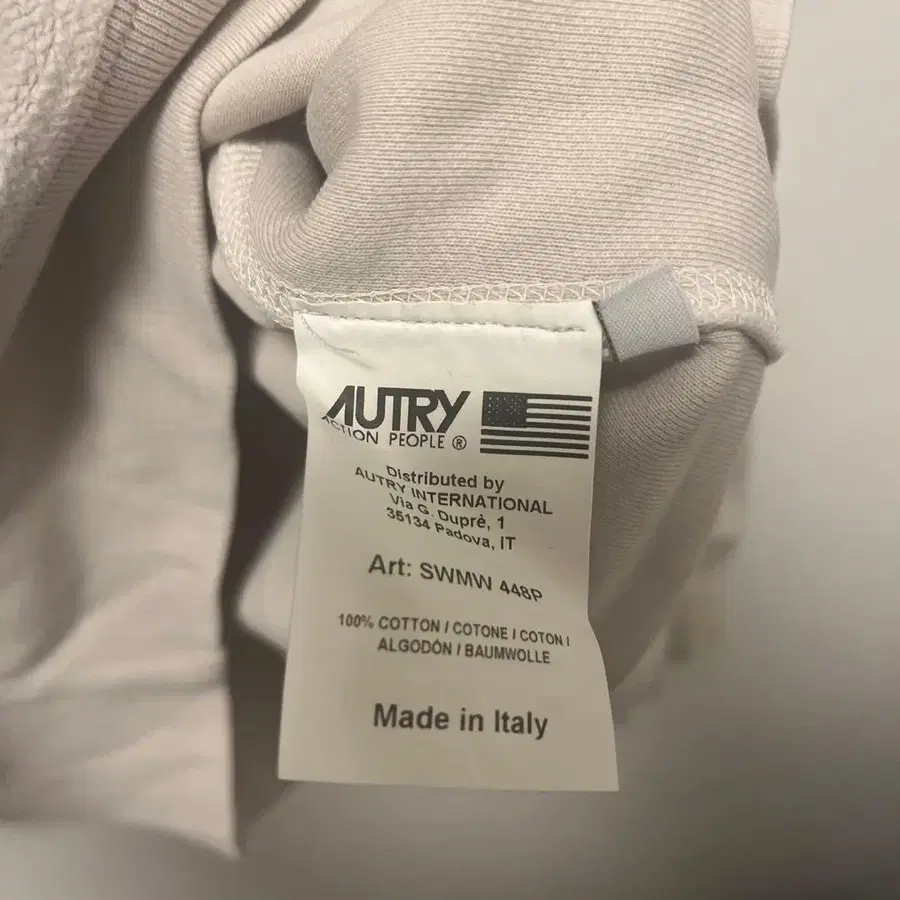 AUTRY
ACTION PEOPLE ®
Distributed by
AUTRY INTERNATIONAL
Via G. Duprè, 1
35134 Padova, IT
Art: SWMW 448P
100% COTTON / COTONE / COTON /
ALGODÓN / BAUMWOLLE
Made in Italy